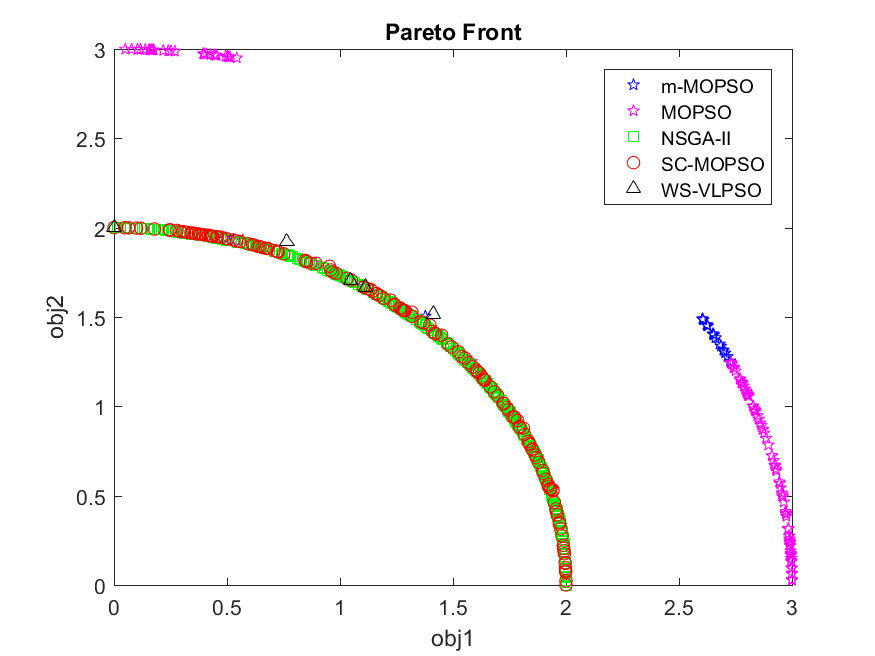 Pareto Front
3
2.5
2
1.5
1
0.5
0
obj2
0 0.5 1 1.5 2 2.5 3
obj1
m-MOPSO
MOPSO
NSGA-II
SC-MOPSO
WS-VLPSO